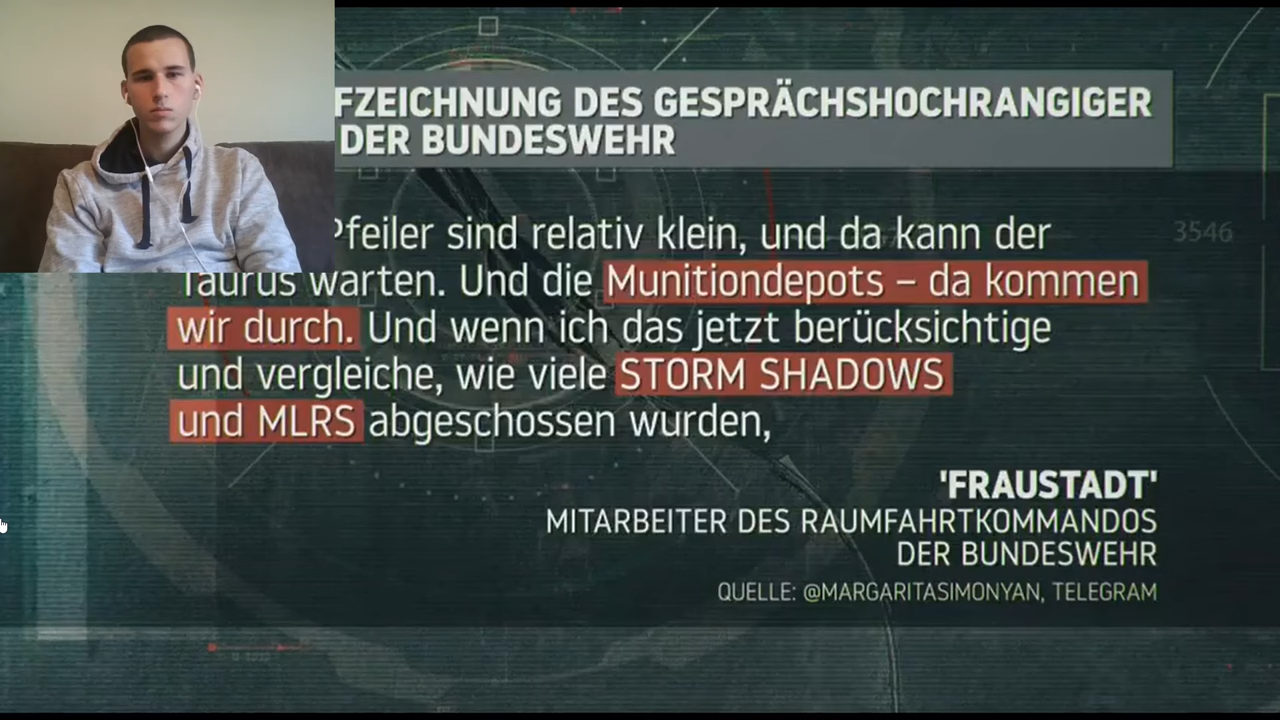 FZEICHNUNG DES GESPRÄCHSHOCHRANGIGER
DER BUNDESWEHR
Pfeiler sind relativ klein, und da kann der
Taurus warten. Und die Munitiondepots – da kommen
wir durch. Und wenn ich das jetzt berücksichtige
und vergleiche, wie viele STORM SHADOWS
und MLRS abgeschossen wurden,
3546
'FRAUSTADT'
MITARBEITER DES RAUMFAHRTKOMMANDOS
DER BUNDESWEHR
QUELLE: @MARGARITASIMONYAN, TELEGRAM